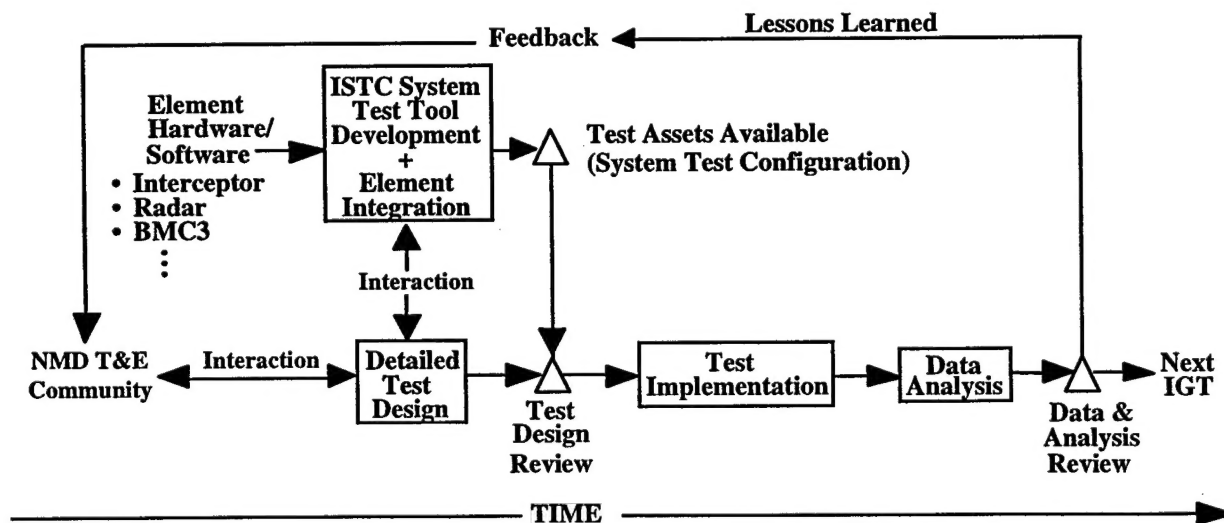 Lessons Learned
Feedback
Element
Hardware/
Software
• Interceptor
• Radar
• BMC3
ISTC System
Test Tool
Development
+
Element
Integration
Test Assets Available
(System Test Configuration)
Interaction
NMD T&E
Community
Interaction
Detailed
Test
Design
Test
Design
Review
Test
Implementation
Data
Analysis
Data &
Analysis
Review
Next
IGT
TIME